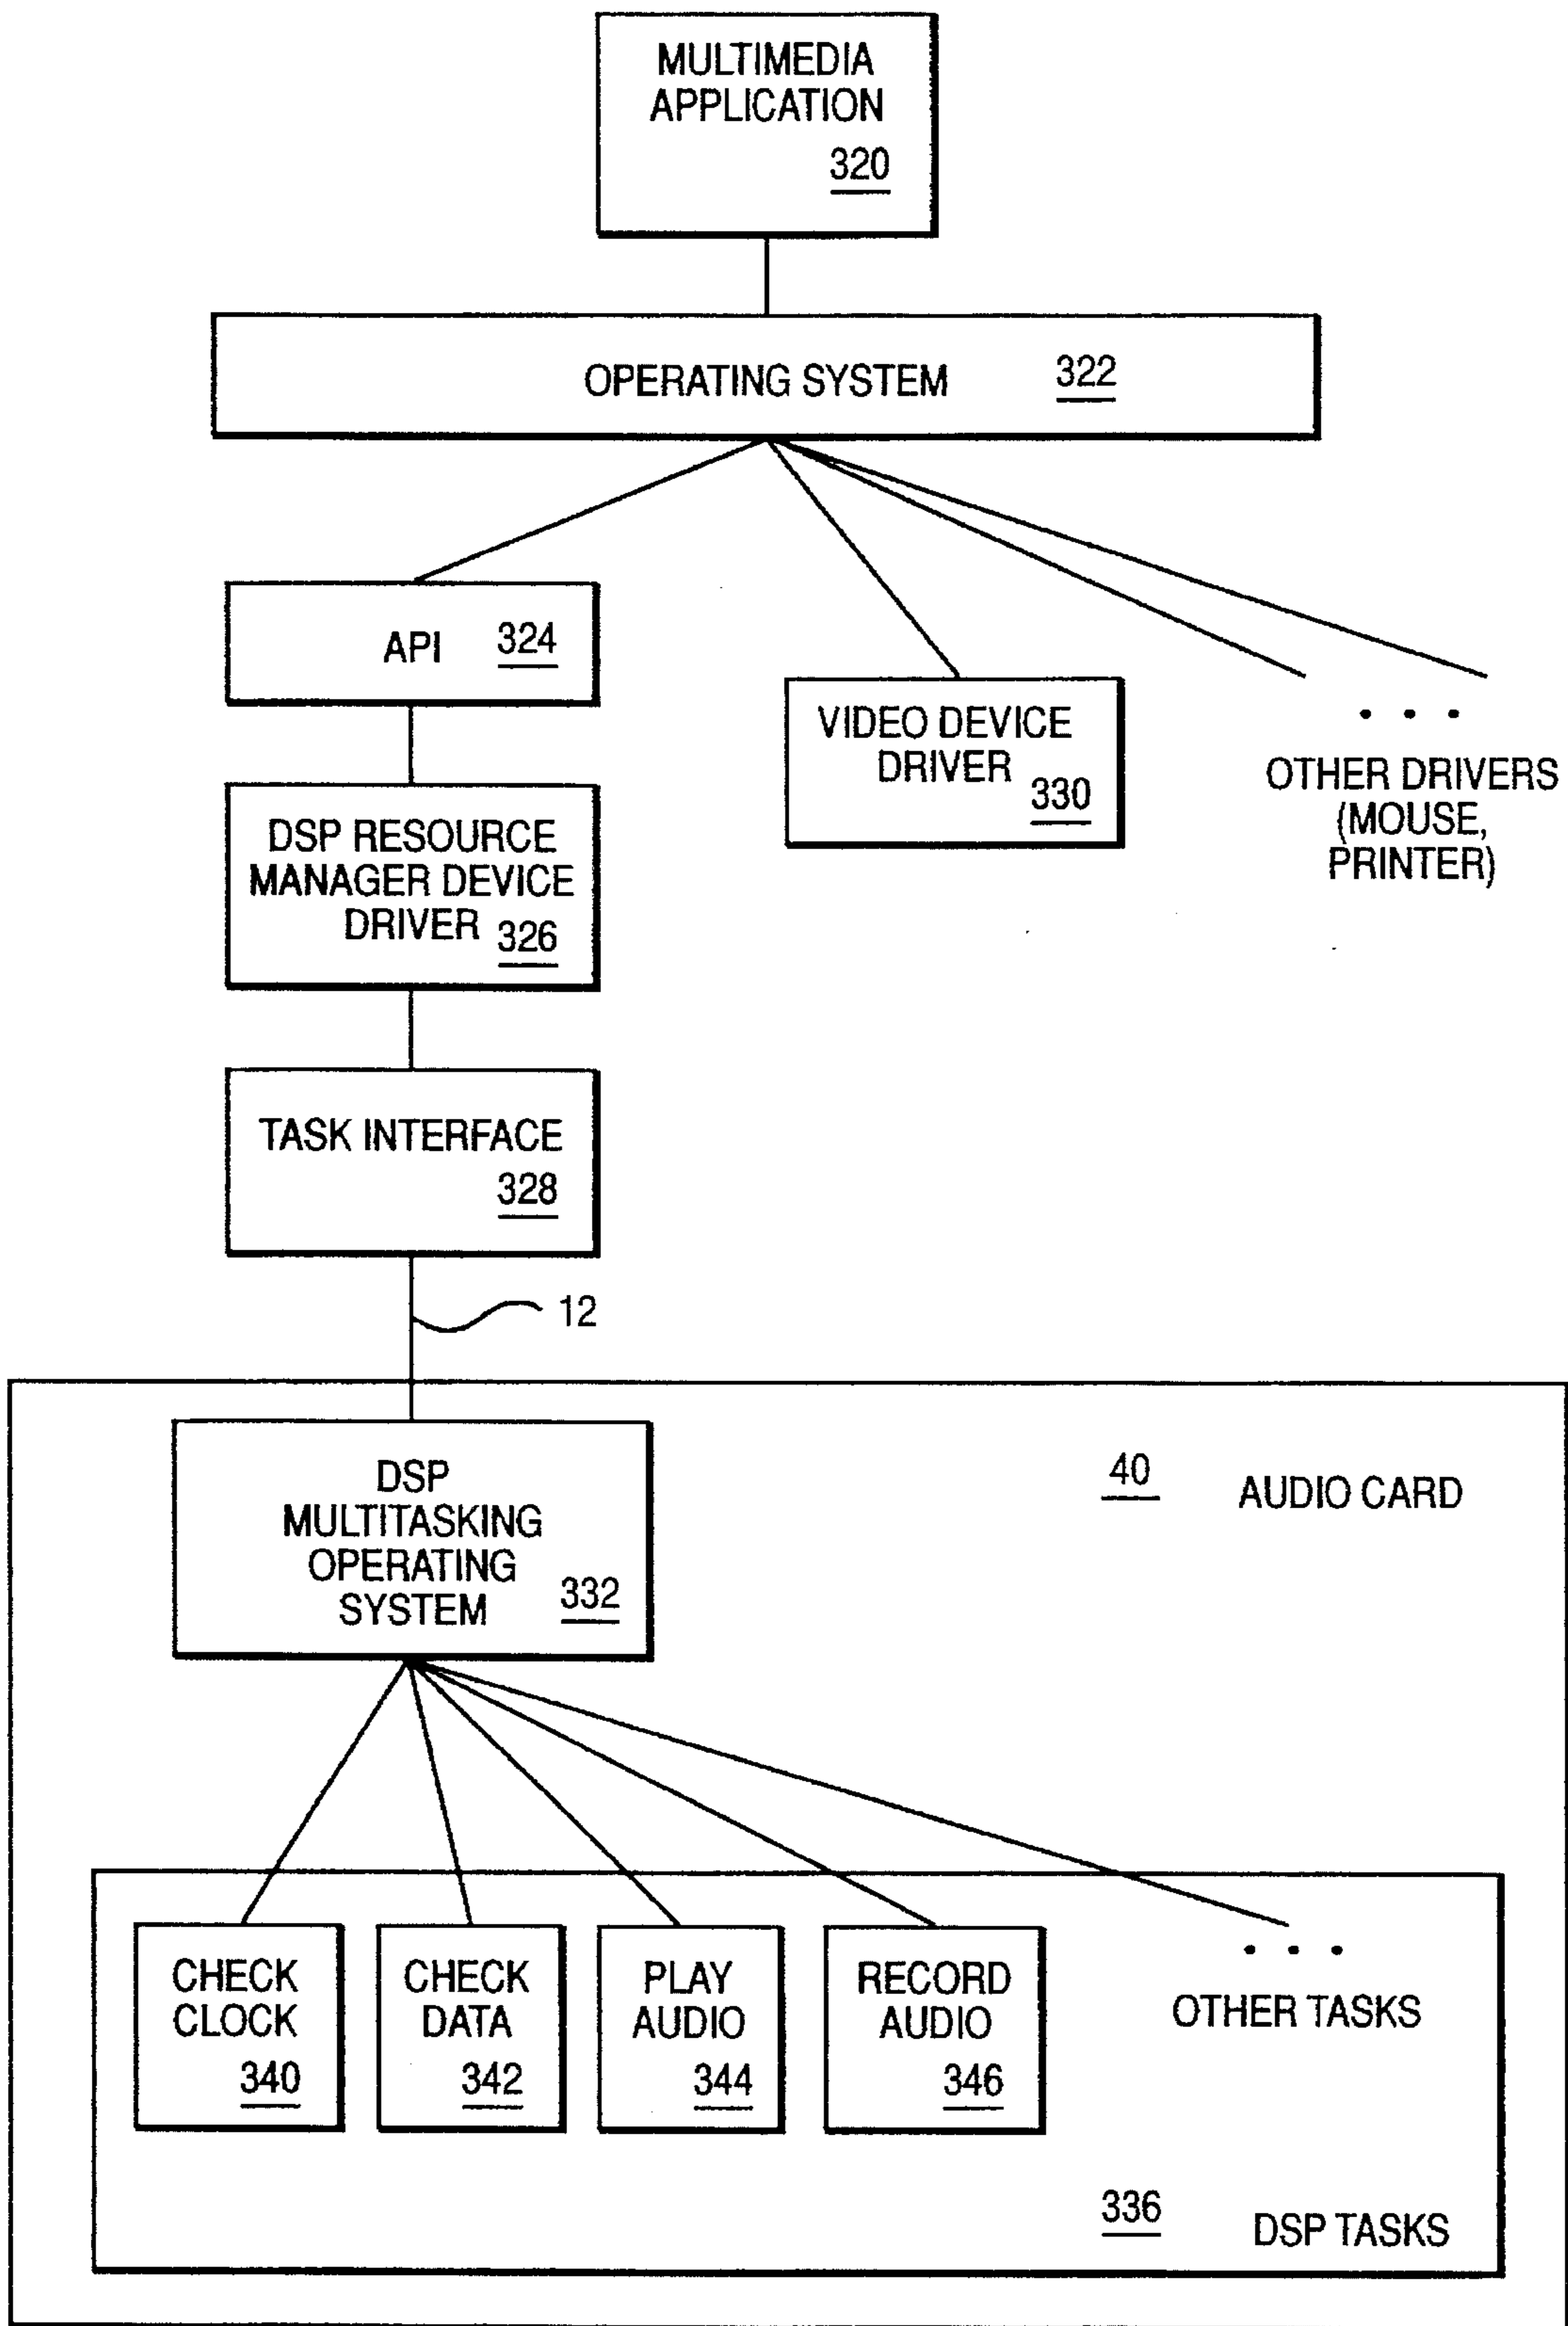 MULTIMEDIA
APPLICATION
320
OPERATING SYSTEM 322
API 324
VIDEO DEVICE
DRIVER 330
. . .
OTHER DRIVERS
(MOUSE,
PRINTER)
DSP RESOURCE
MANAGER DEVICE
DRIVER 326
TASK INTERFACE
328
12
DSP
MULTITASKING
OPERATING
SYSTEM 332
40 AUDIO CARD
CHECK
CLOCK
340
CHECK
DATA
342
PLAY
AUDIO
344
RECORD
AUDIO
346
. . .
OTHER TASKS
336 DSP TASKS